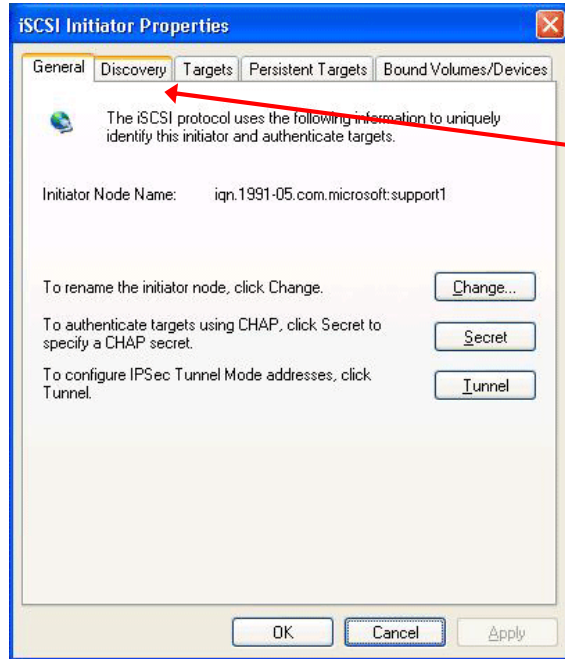 iSCSI Initiator Properties
General Discovery Targets Persistent Targets Bound Volumes/Devices
The iSCSI protocol uses the following information to uniquely
identify this initiator and authenticate targets.
Initiator Node Name: iqn.1991-05.com.microsoft:support1
To rename the initiator node, click Change.
Change...
To authenticate targets using CHAP, click Secret to
specify a CHAP secret.
Secret
To configure IPSec Tunnel Mode addresses, click
Tunnel.
Tunnel
OK Cancel Apply